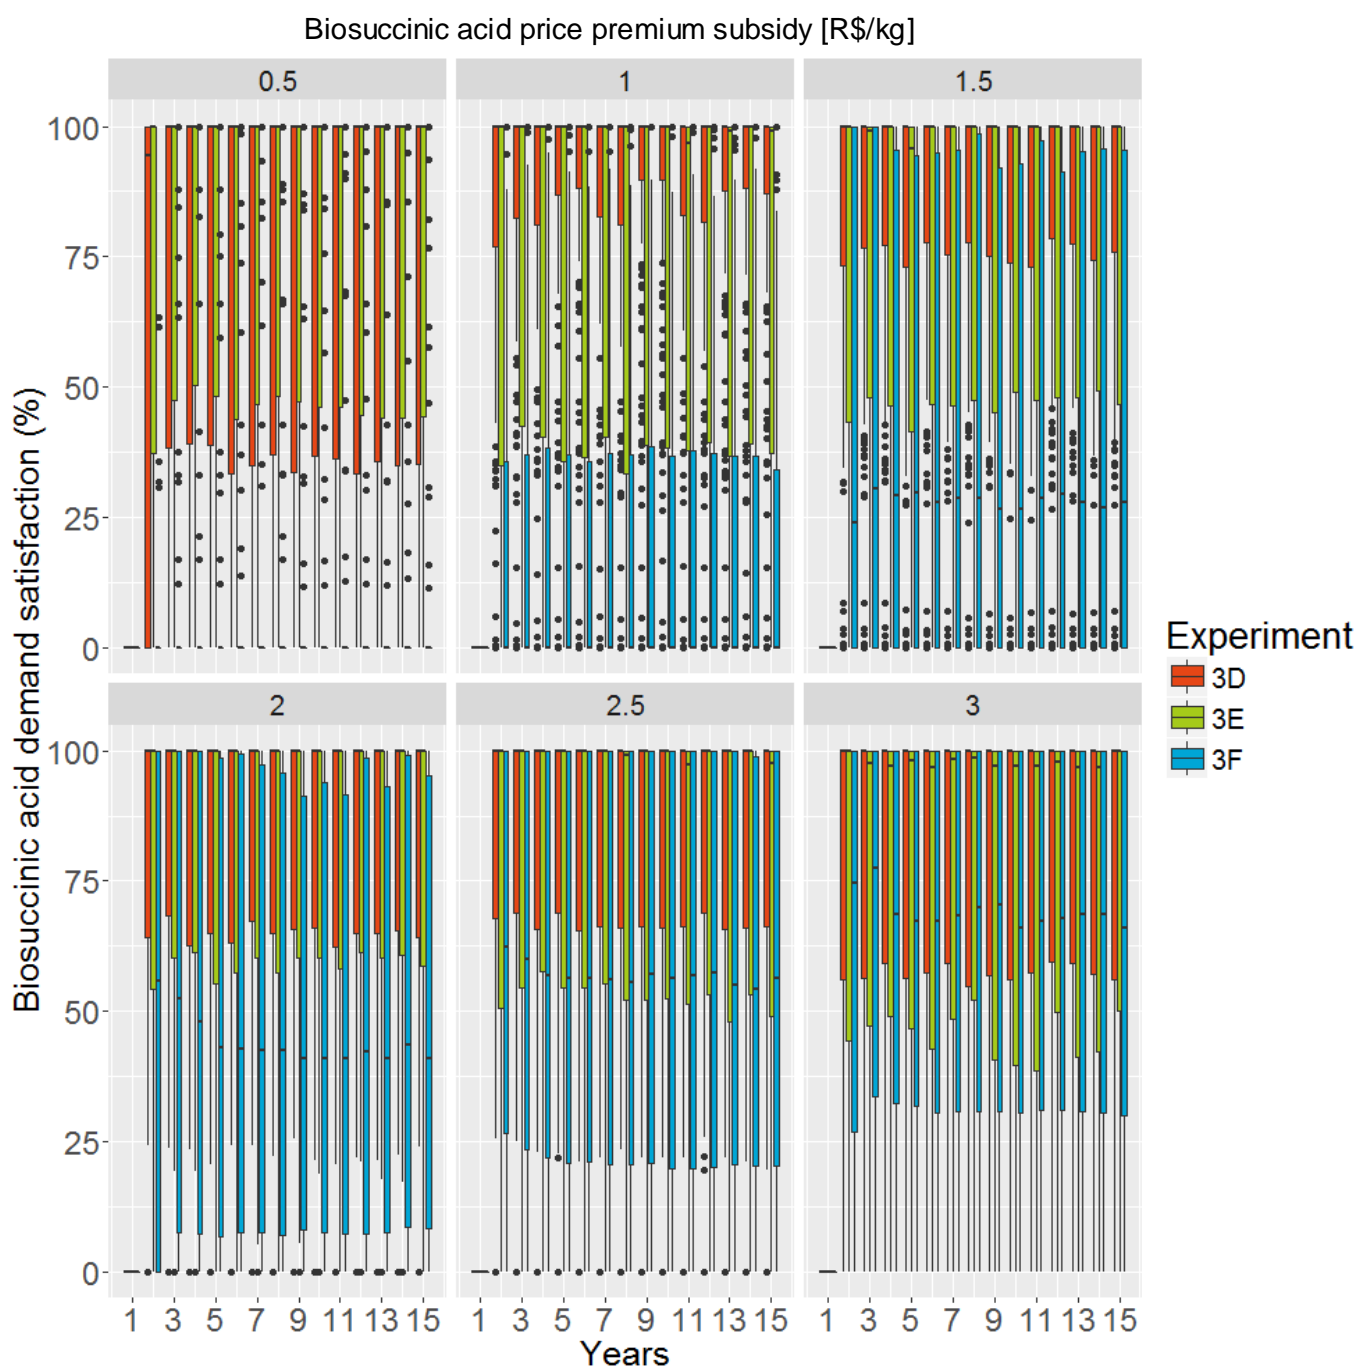 Biosuccinic acid price premium subsidy [R$/kg]
0.5 1 1.5
100
75
50
25
0
2 2.5 3
100
75
50
25
0
Biosuccinic acid demand satisfaction (%)
1 3 5 7 9 11 13 15 1 3 5 7 9 11 13 15 1 3 5 7 9 11 13 15
Years
Experiment
3D
3E
3F